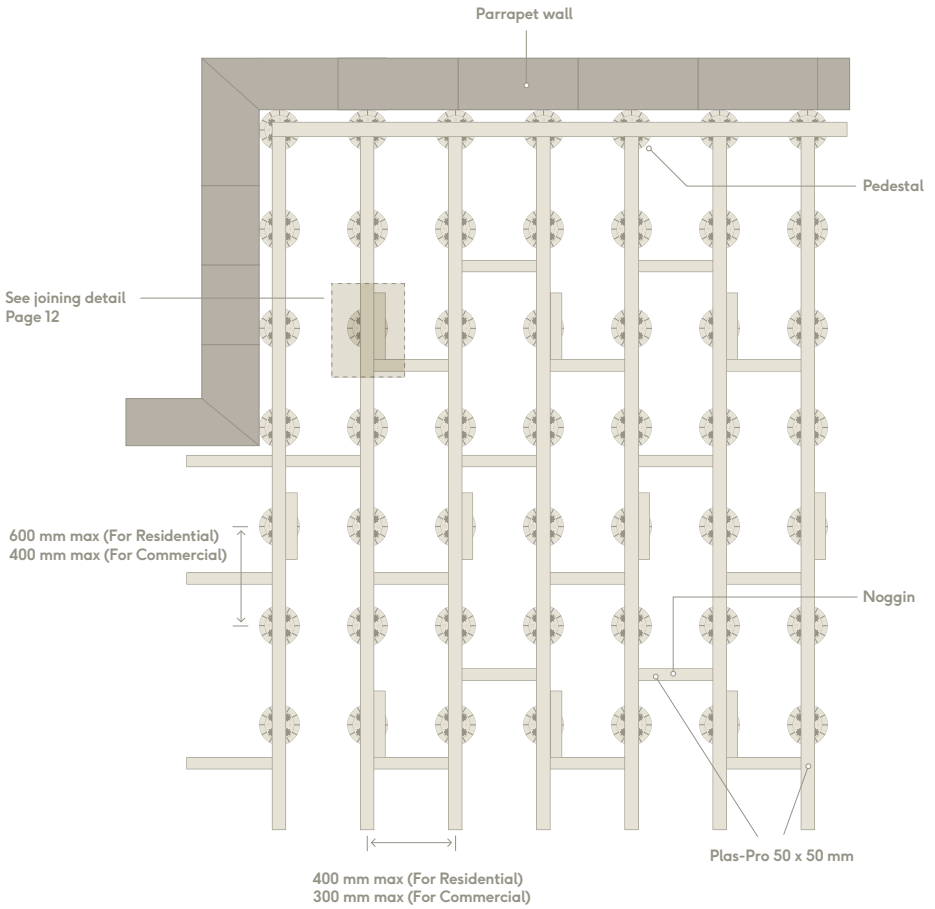 Parrapet wall
Pedestal
See joining detail
Page 12
600 mm max (For Residential)
400 mm max (For Commercial)
Noggin
Plas-Pro 50 x 50 mm
400 mm max (For Residential)
300 mm max (For Commercial)